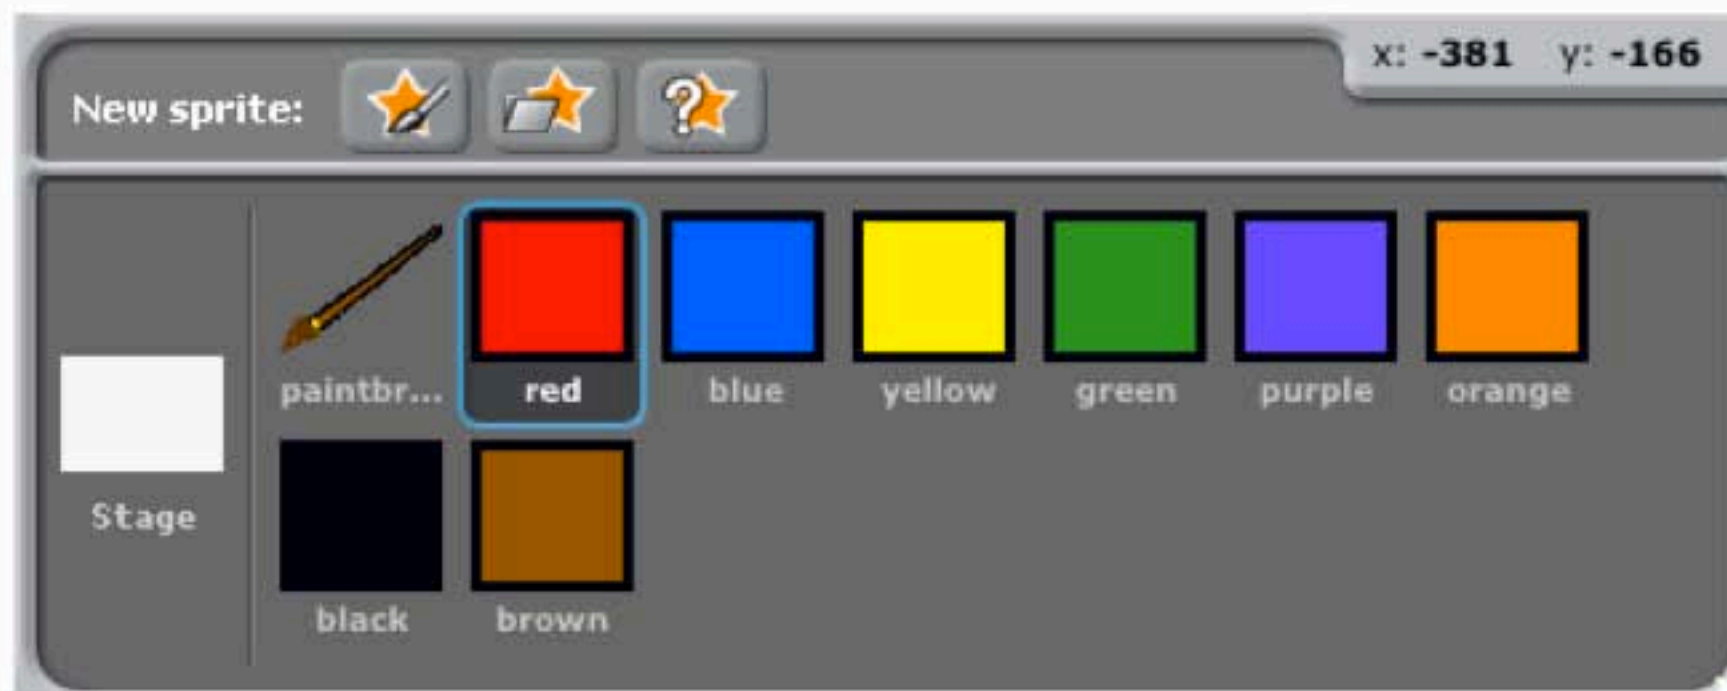 x: -381 y: -166
New sprite:
paintbr... red blue yellow green purple orange
Stage
black brown